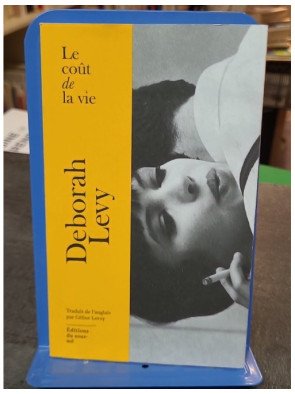 Le
coût
de
la vie
Deborah
Levy
Traduit de l'anglais
par Céline Leroy
Éditions
du sous-
sol